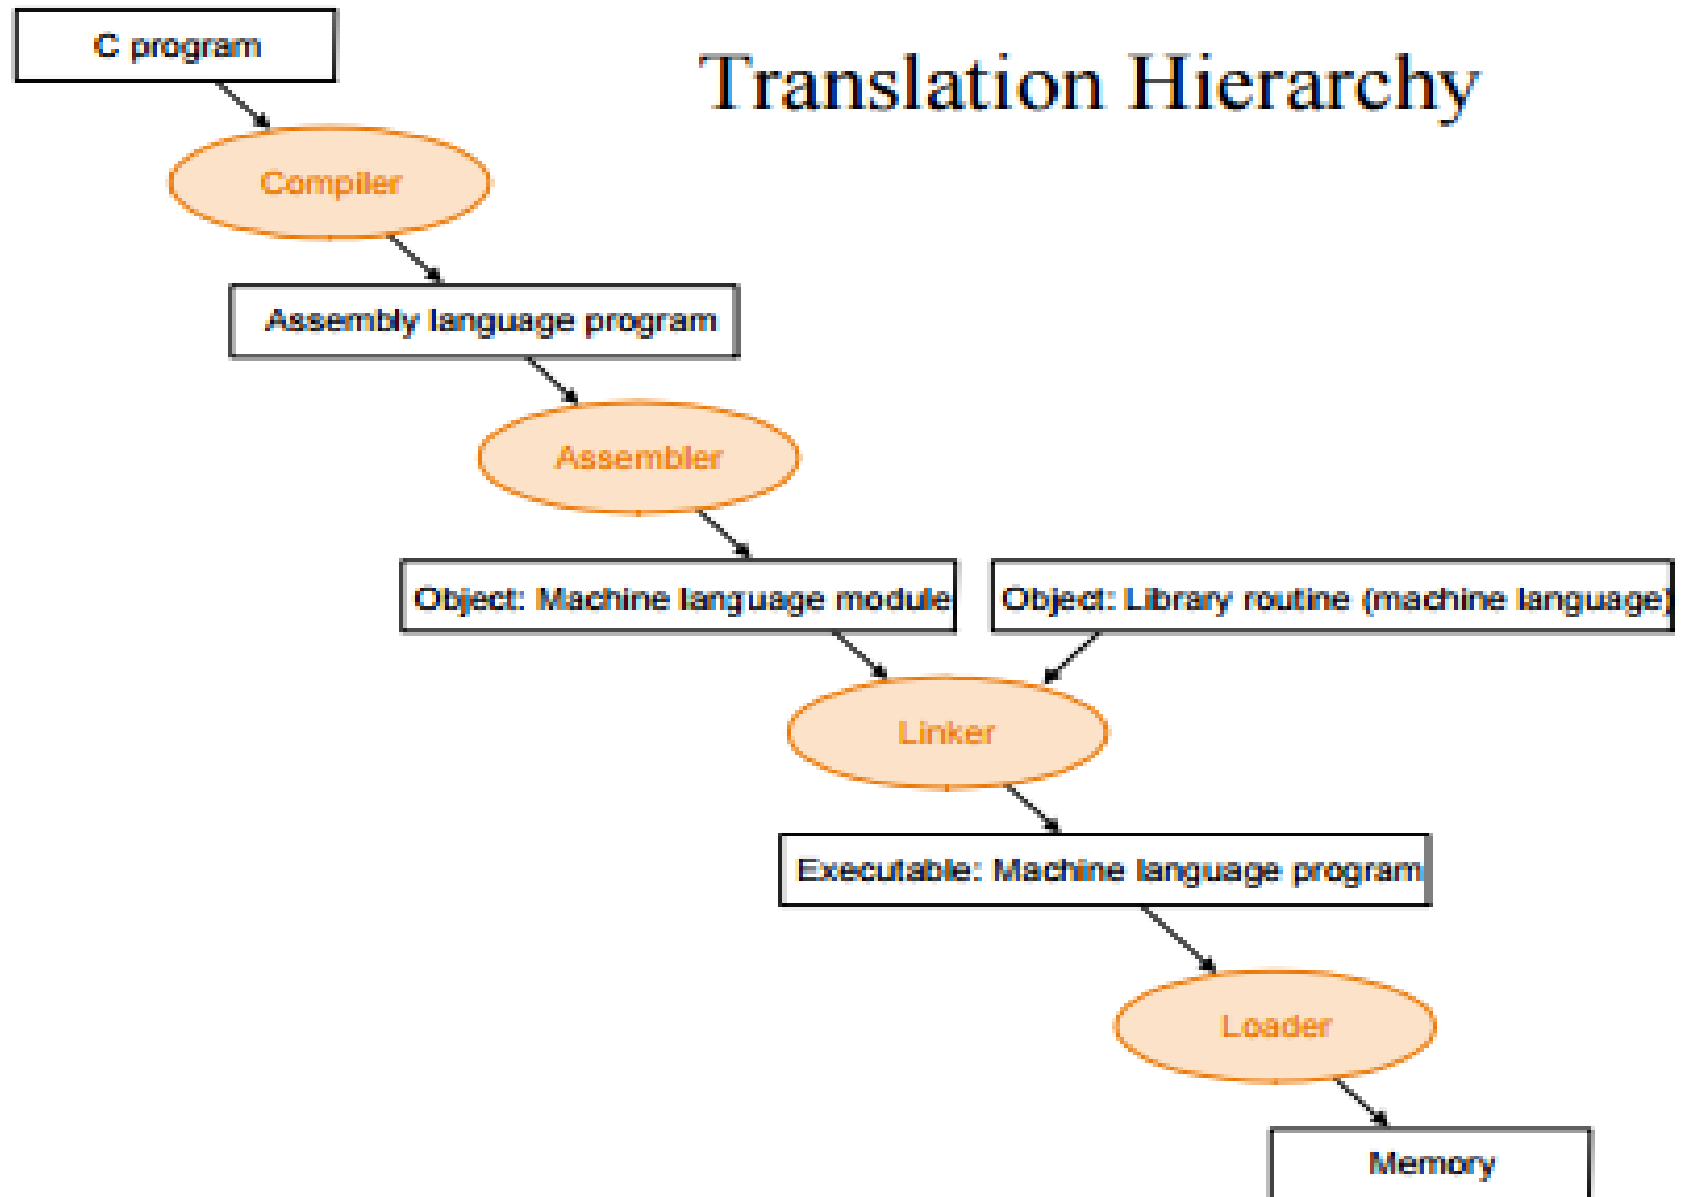 C program
Translation Hierarchy
Compiler
Assembly language program
Assembler
Object: Machine language module
Object: Library routine (machine language)
Linker
Executable: Machine language program
Loader
Memory